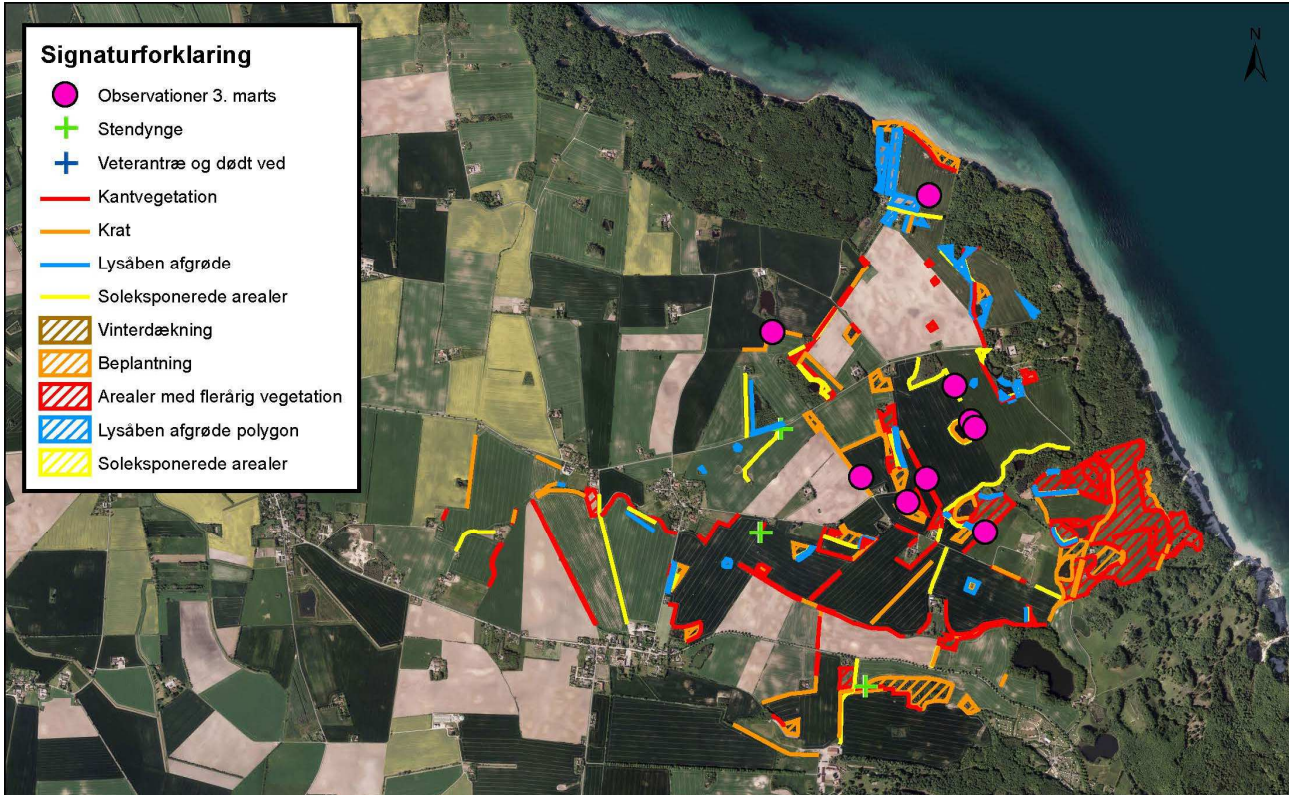 Signaturforklaring
Observationer 3. marts
Stendynge
Veterantræ og dødt ved
Kantvegetation
Krat
Lysåben afgrøde
Soleksponerede arealer
Vinterdækning
Beplantning
Arealer med flerårig vegetation
Lysåben afgrøde polygon
Soleksponerede arealer
N